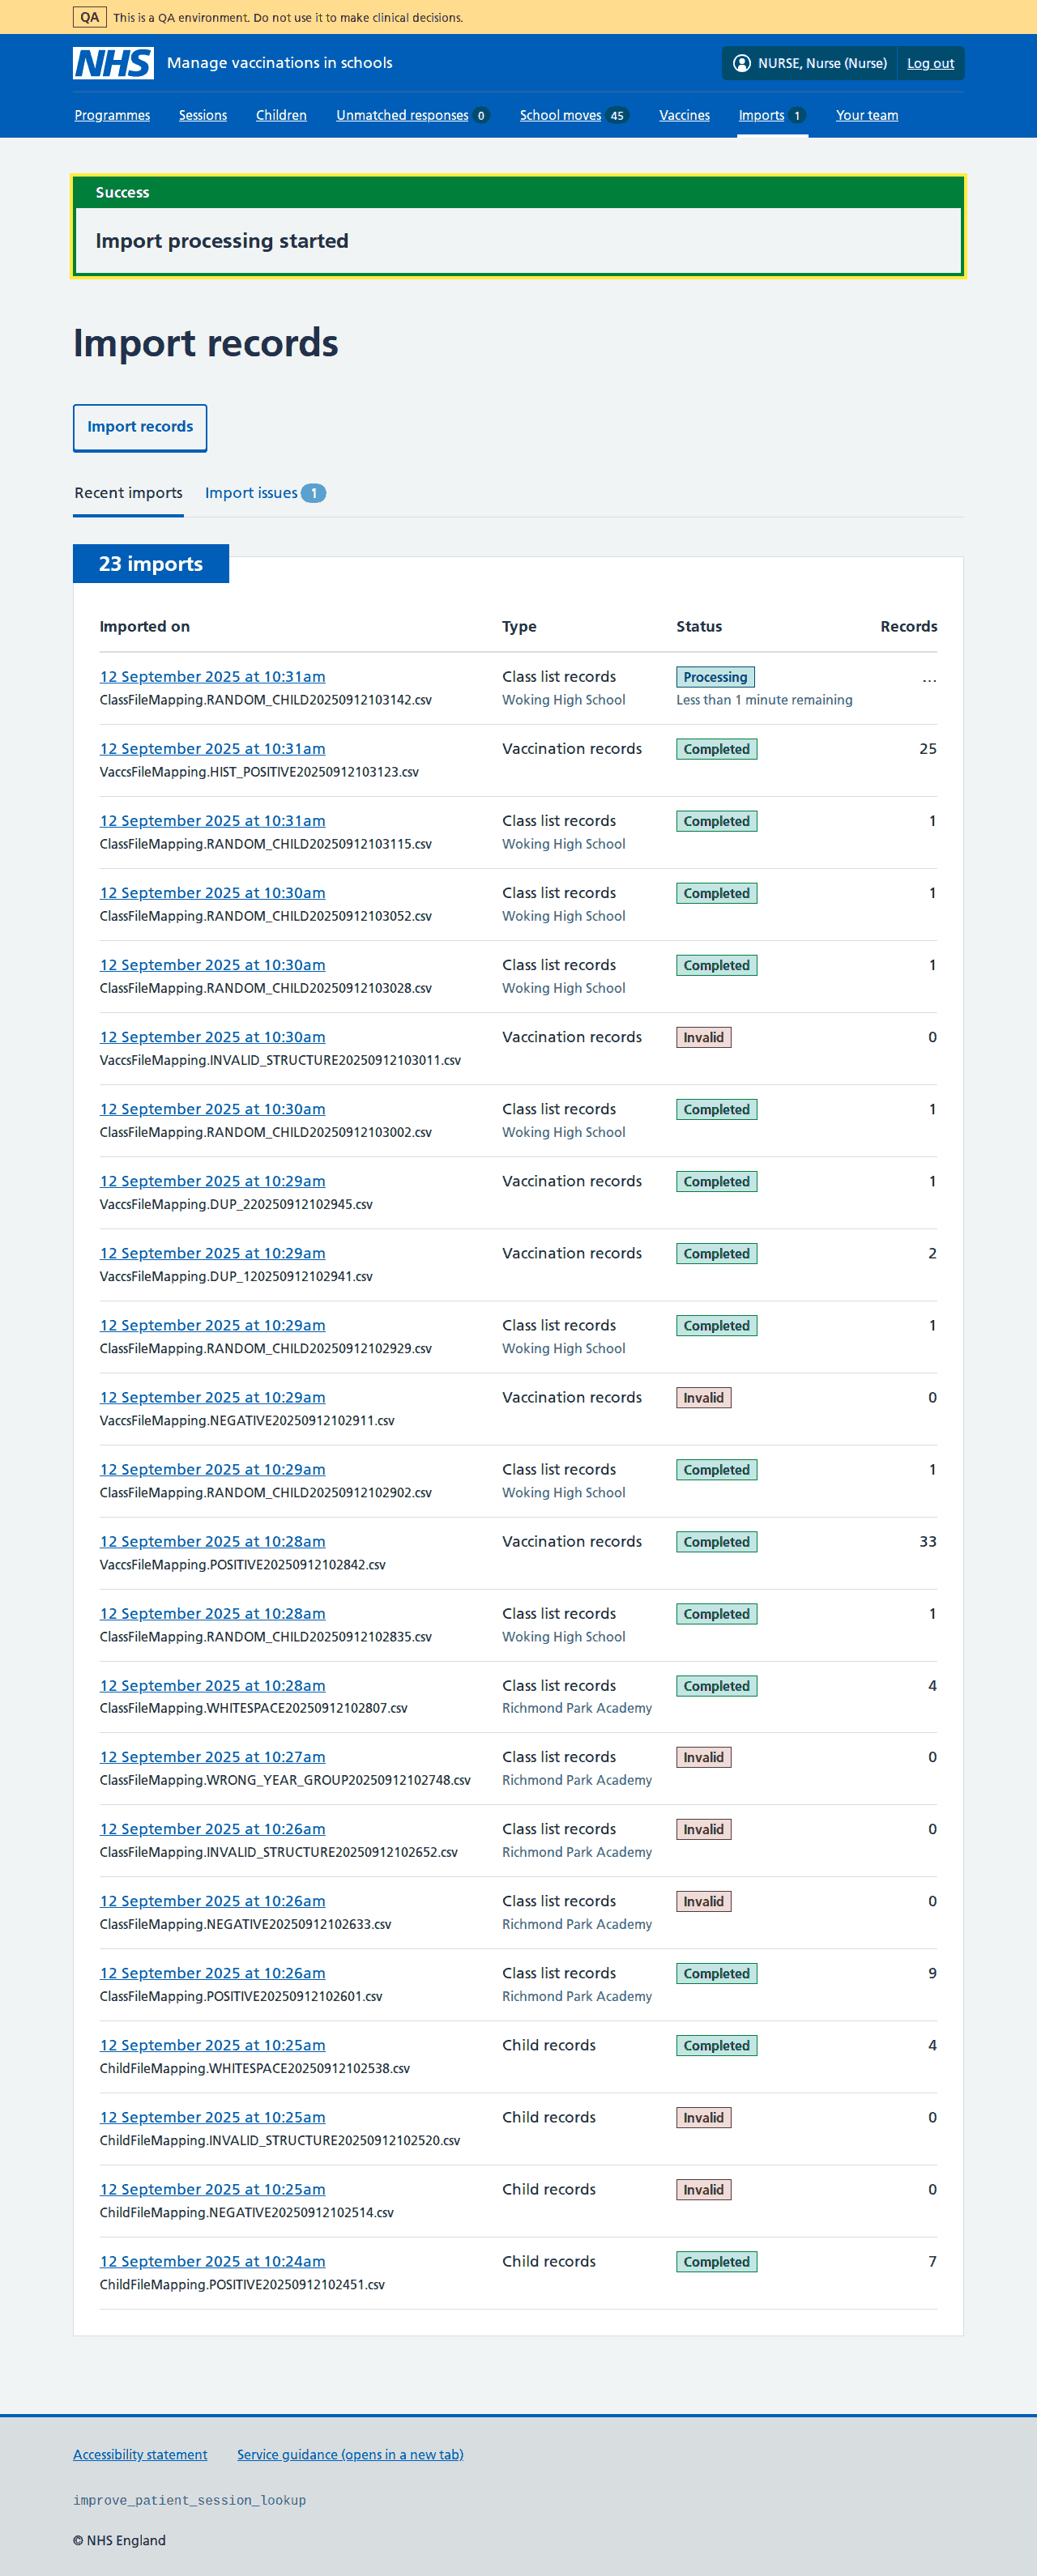 QA This is a QA environment. Do not use it to make clinical decisions.
NHS Manage vaccinations in schools NURSE, Nurse (Nurse) Log out
Programmes Sessions Children Unmatched responses 0 School moves 45 Vaccines Imports 1 Your team
Success
Import processing started
Import records
Import records
Recent imports Import issues 1
23 imports
Imported on Type Status Records
12 September 2025 at 10:31am Class list records Processing ...
ClassFileMapping.RANDOM_CHILD20250912103142.csv Woking High School Less than 1 minute remaining
12 September 2025 at 10:31am Vaccination records Completed 25
VaccsFileMapping.HIST_POSITIVE20250912103123.csv
12 September 2025 at 10:31am Class list records Completed 1
ClassFileMapping.RANDOM_CHILD20250912103115.csv Woking High School
12 September 2025 at 10:30am Class list records Completed 1
ClassFileMapping.RANDOM_CHILD20250912103052.csv Woking High School
12 September 2025 at 10:30am Class list records Completed 1
ClassFileMapping.RANDOM_CHILD20250912103028.csv Woking High School
12 September 2025 at 10:30am Vaccination records Invalid 0
VaccsFileMapping.INVALID_STRUCTURE20250912103011.csv
12 September 2025 at 10:30am Class list records Completed 1
ClassFileMapping.RANDOM_CHILD20250912103002.csv Woking High School
12 September 2025 at 10:29am Vaccination records Completed 1
VaccsFileMapping.DUP_220250912102945.csv
12 September 2025 at 10:29am Vaccination records Completed 2
VaccsFileMapping.DUP_120250912102941.csv
12 September 2025 at 10:29am Class list records Completed 1
ClassFileMapping.RANDOM_CHILD20250912102929.csv Woking High School
12 September 2025 at 10:29am Vaccination records Invalid 0
VaccsFileMapping.NEGATIVE20250912102911.csv
12 September 2025 at 10:29am Class list records Completed 1
ClassFileMapping.RANDOM_CHILD20250912102902.csv Woking High School
12 September 2025 at 10:28am Vaccination records Completed 33
VaccsFileMapping.POSITIVE20250912102842.csv
12 September 2025 at 10:28am Class list records Completed 1
ClassFileMapping.RANDOM_CHILD20250912102835.csv Woking High School
12 September 2025 at 10:28am Class list records Completed 4
ClassFileMapping.WHITESPACE20250912102807.csv Richmond Park Academy
12 September 2025 at 10:27am Class list records Invalid 0
ClassFileMapping.WRONG_YEAR_GROUP20250912102748.csv Richmond Park Academy
12 September 2025 at 10:26am Class list records Invalid 0
ClassFileMapping.INVALID_STRUCTURE20250912102652.csv Richmond Park Academy
12 September 2025 at 10:26am Class list records Invalid 0
ClassFileMapping.NEGATIVE20250912102633.csv Richmond Park Academy
12 September 2025 at 10:26am Class list records Completed 9
ClassFileMapping.POSITIVE20250912102601.csv Richmond Park Academy
12 September 2025 at 10:25am Child records Completed 4
ChildFileMapping.WHITESPACE20250912102538.csv
12 September 2025 at 10:25am Child records Invalid 0
ChildFileMapping.INVALID_STRUCTURE20250912102520.csv
12 September 2025 at 10:25am Child records Invalid 0
ChildFileMapping.NEGATIVE20250912102514.csv
12 September 2025 at 10:24am Child records Completed 7
ChildFileMapping.POSITIVE20250912102451.csv
Accessibility statement Service guidance (opens in a new tab)
improve_patient_session_lookup
© NHS England